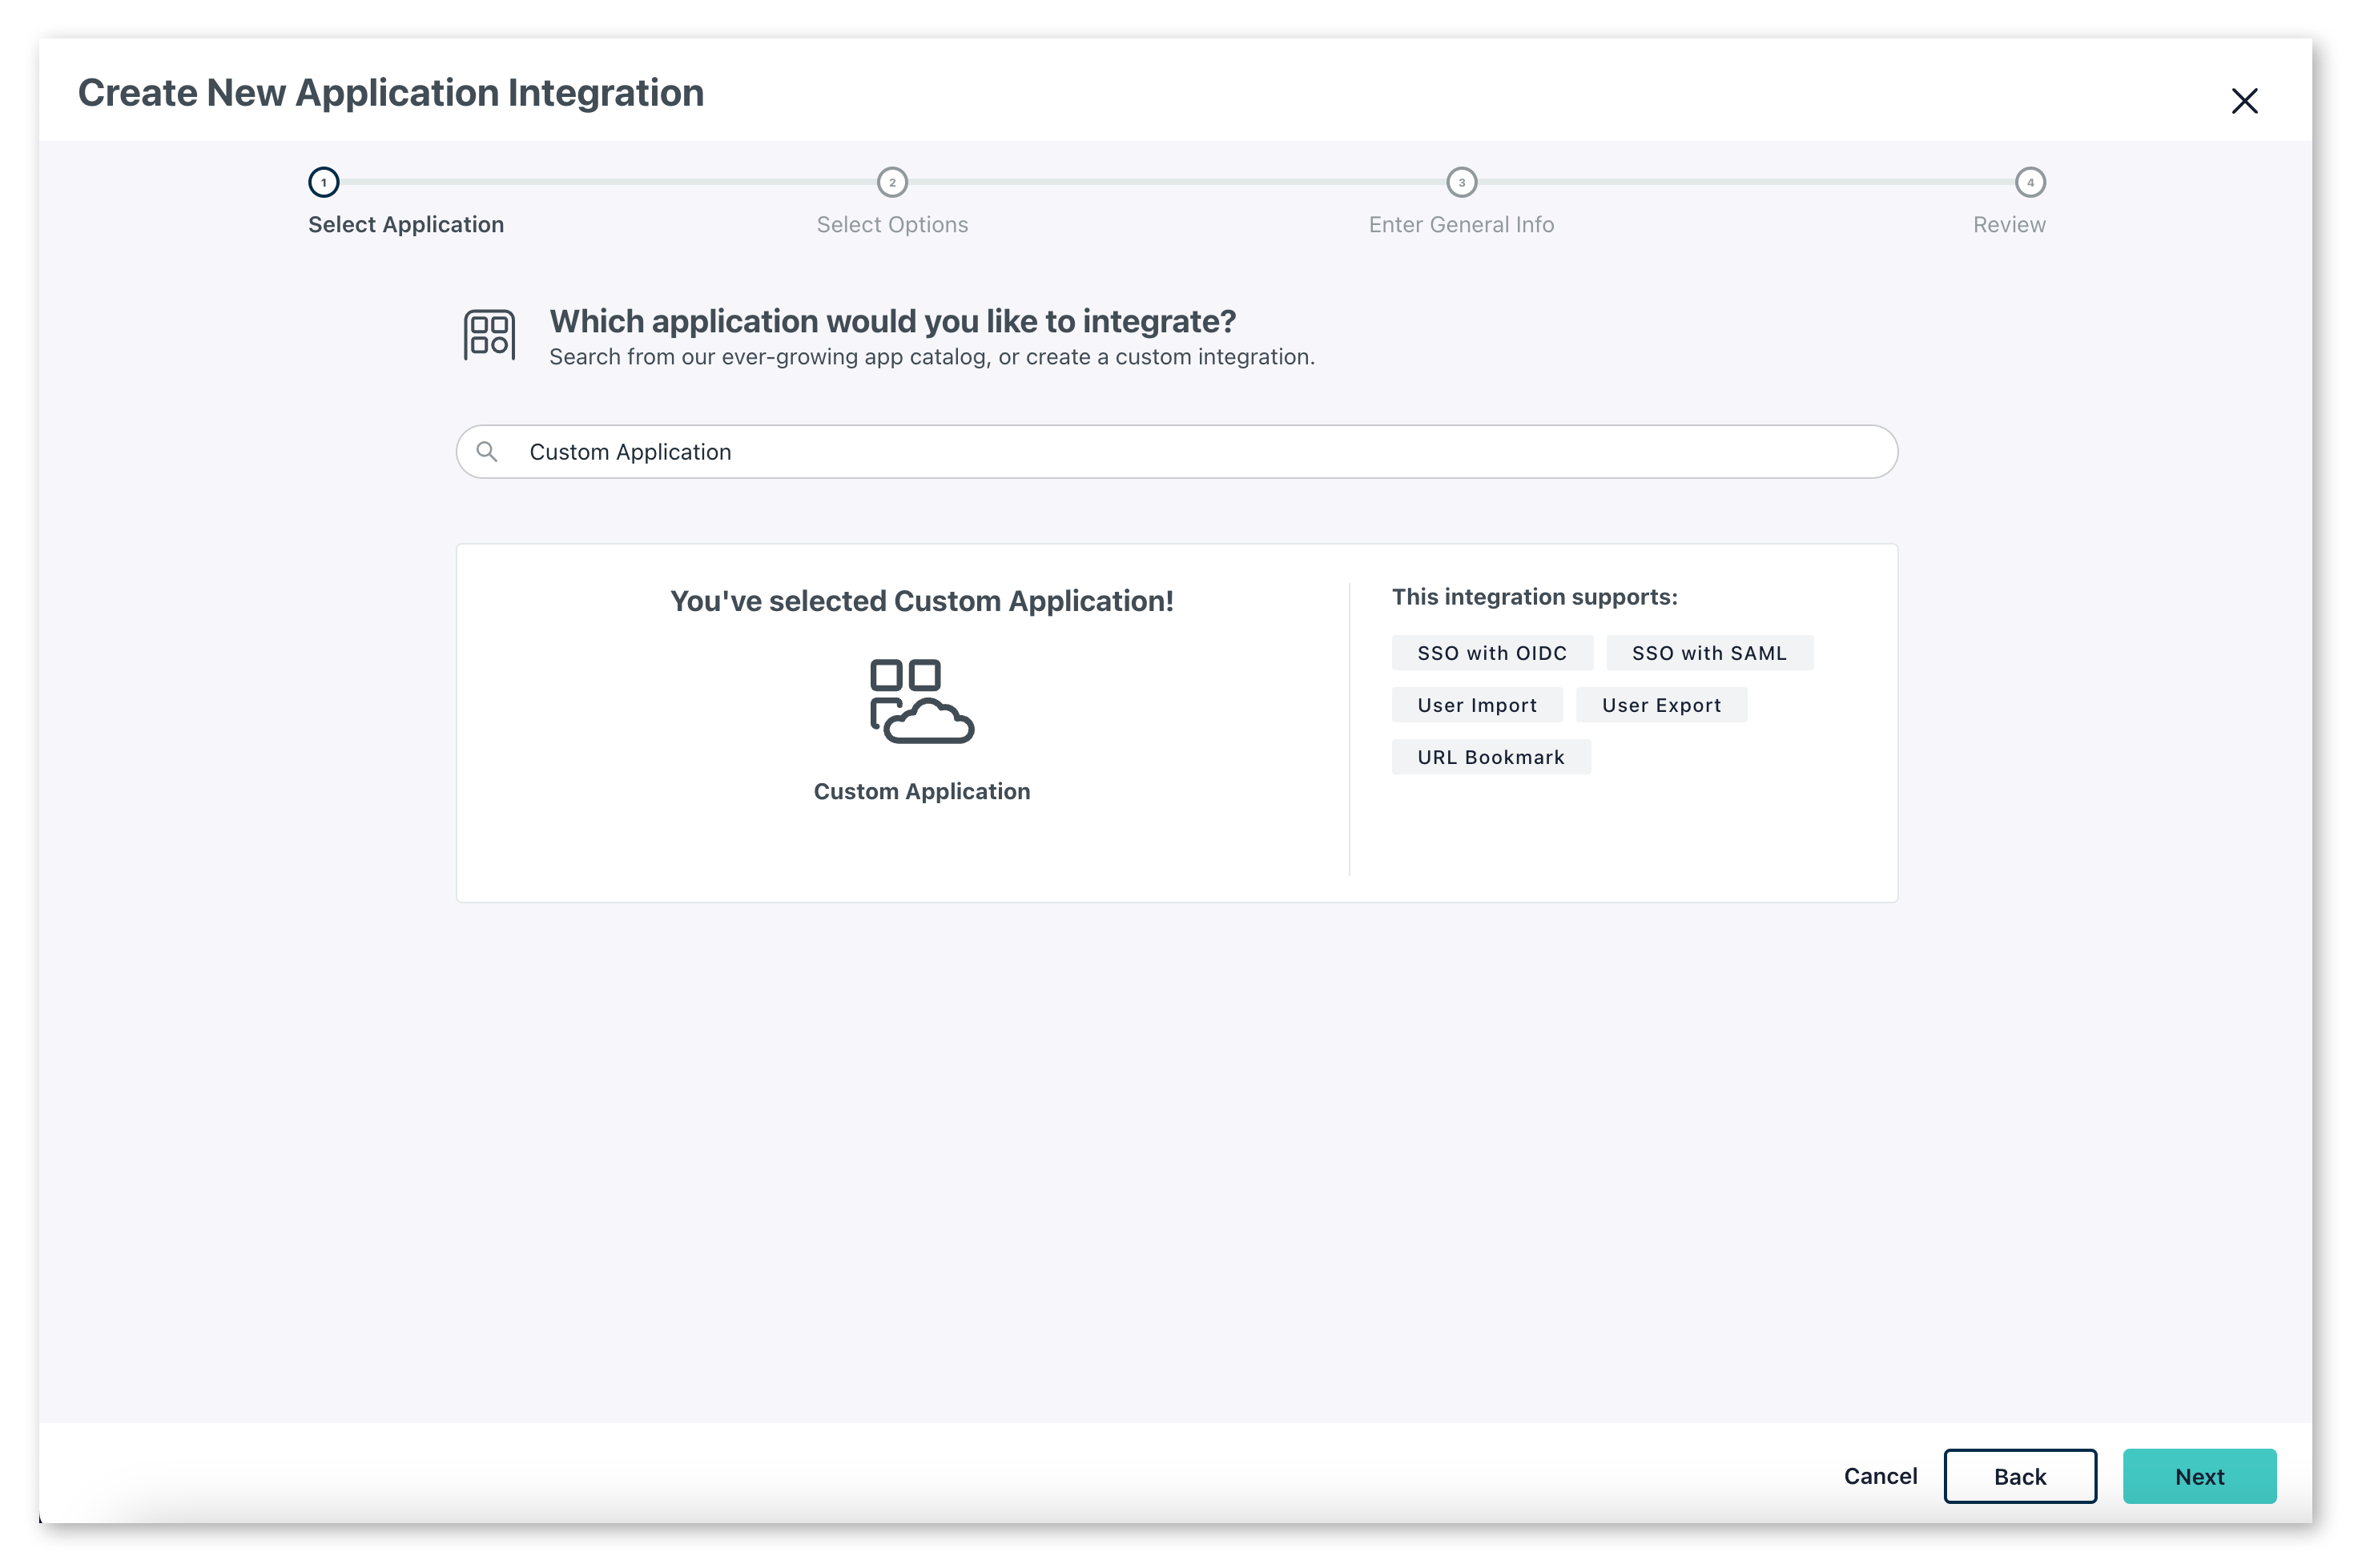 Create New Application Integration
1
2
3
4
Select Application
Select Options
Enter General Info
Review
Which application would you like to integrate?
Search from our ever-growing app catalog, or create a custom integration.
Custom Application
You've selected Custom Application!
Custom Application
This integration supports:
SSO with OIDC
SSO with SAML
User Import
User Export
URL Bookmark
Cancel
Back
Next